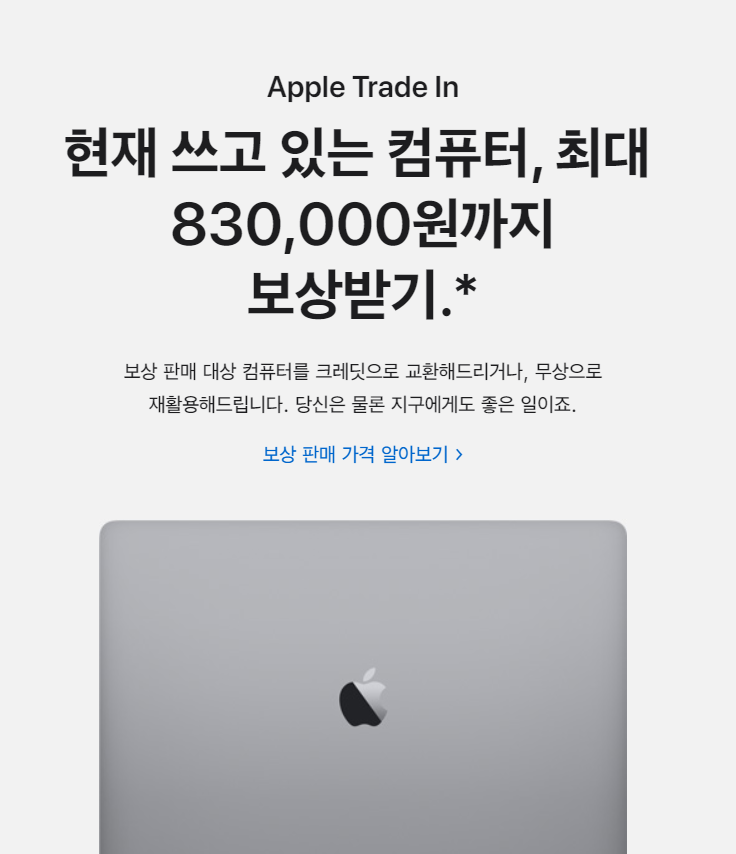 Apple Trade In
현재 쓰고 있는 컴퓨터, 최대
830,000원까지
보상받기.*
보상 판매 대상 컴퓨터를 크레딧으로 교환해드리거나, 무상으로
재활용해드립니다. 당신은 물론 지구에게도 좋은 일이죠.
보상 판매 가격 알아보기 >